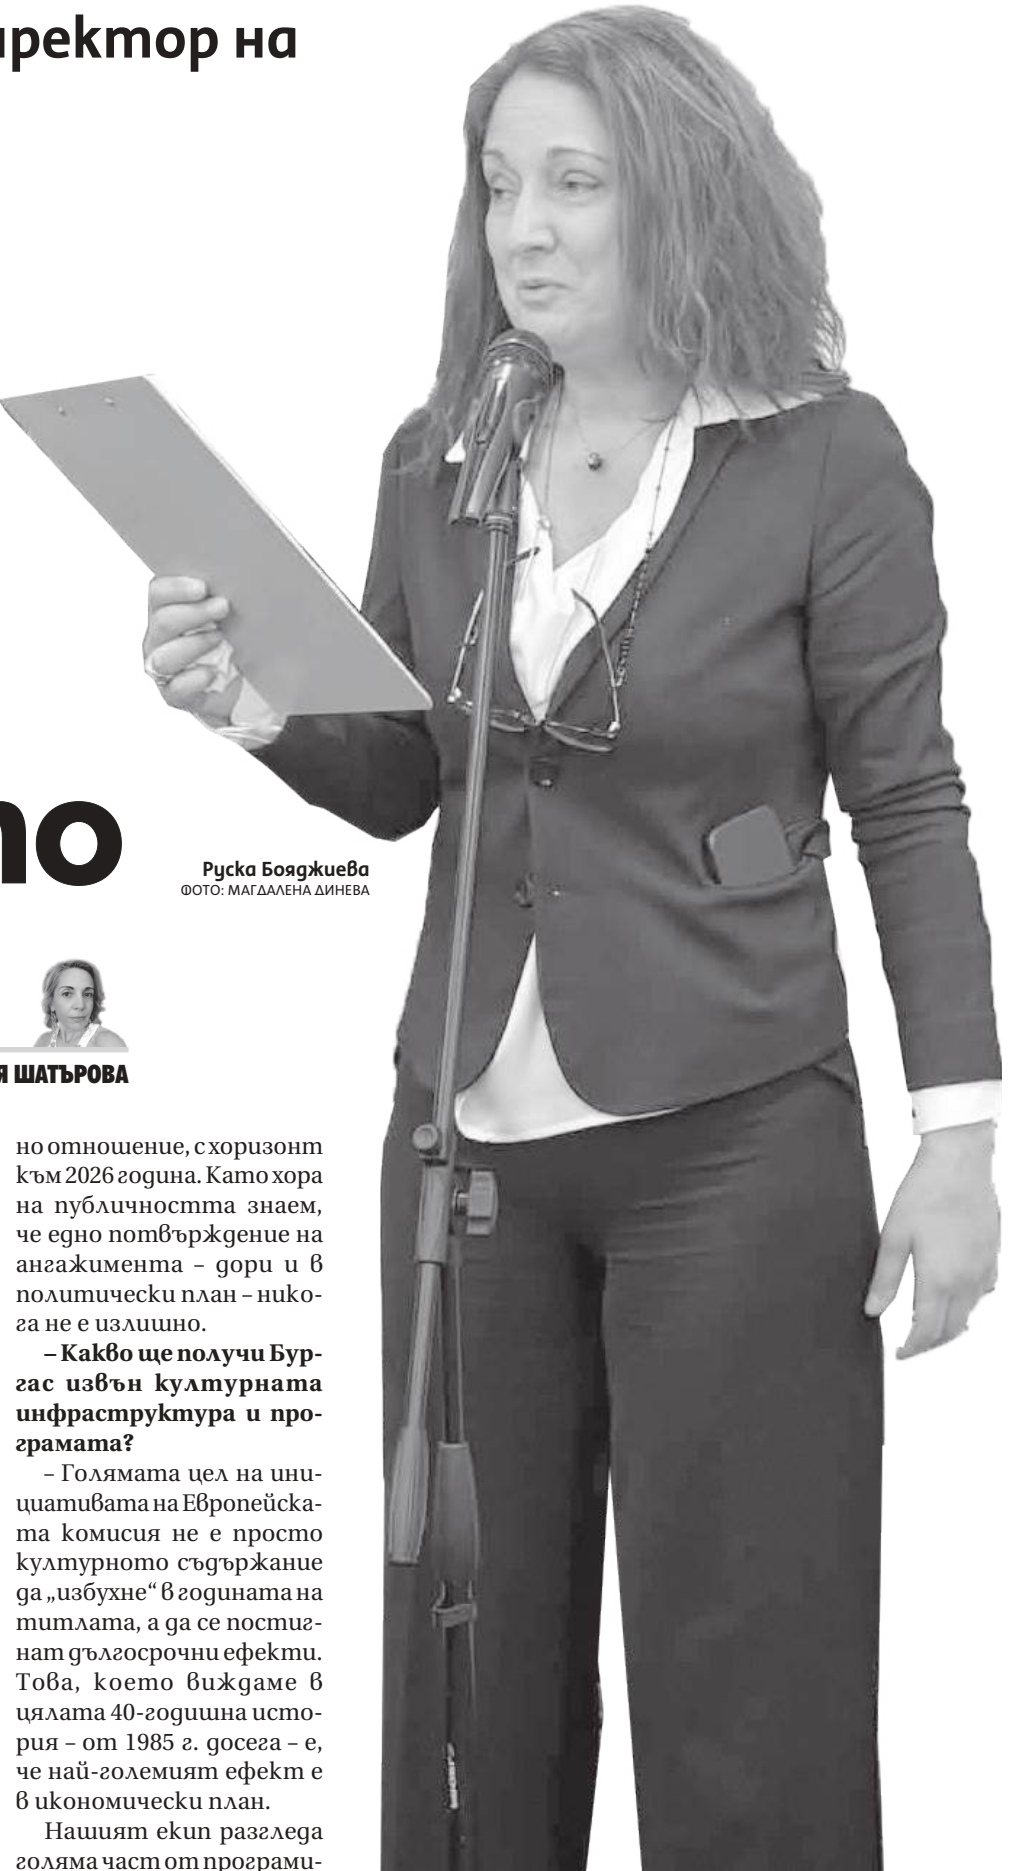 директор на
то
Руска Бояджиева
ФОТО: МАГДАЛЕНА ДИНЕВА
Я ШАТЪРОВА
но отношение, с хоризонт
към 2026 година. Като хора
на публичността знаем,
че едно потвърждение на
ангажимента – дори и в
политически план – нико-
га не е излишно.
– Какво ще получи Бур-
гас извън културната
инфраструктура и про-
грамата?
– Голямата цел на ини-
циативата на Европейска-
та комисия не е просто
културното съдържание
да „избухне“ в годината на
титлата, а да се постиг-
нат дългосрочни ефекти.
Това, което виждаме в
цялата 40-годишна исто-
рия – от 1985 г. досега – е,
че най-големият ефект е
в икономически план.
Нашият екип разгледа
голяма част от програми-